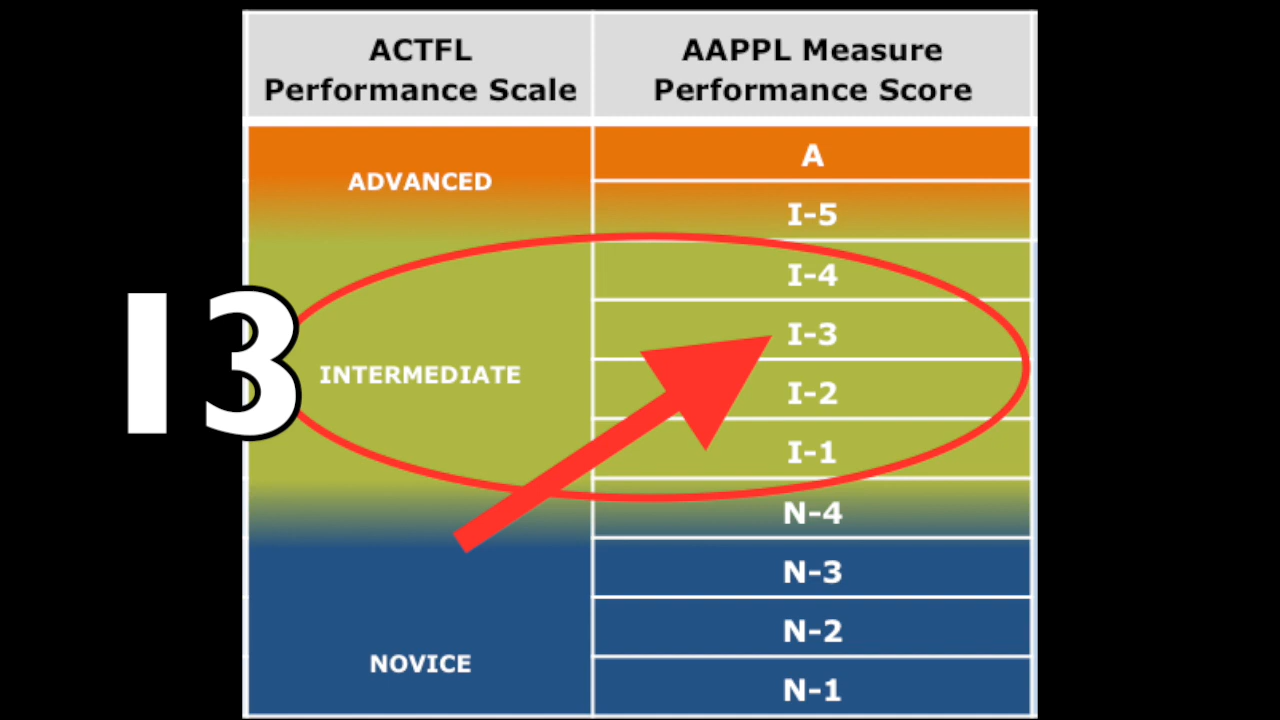 ACTFL
Performance Scale
AAPPL Measure
Performance Score
ADVANCED
A
I-5
I-4
I3
INTERMEDIATE
I-3
I-2
I-1
N-4
NOVICE
N-3
N-2
N-1